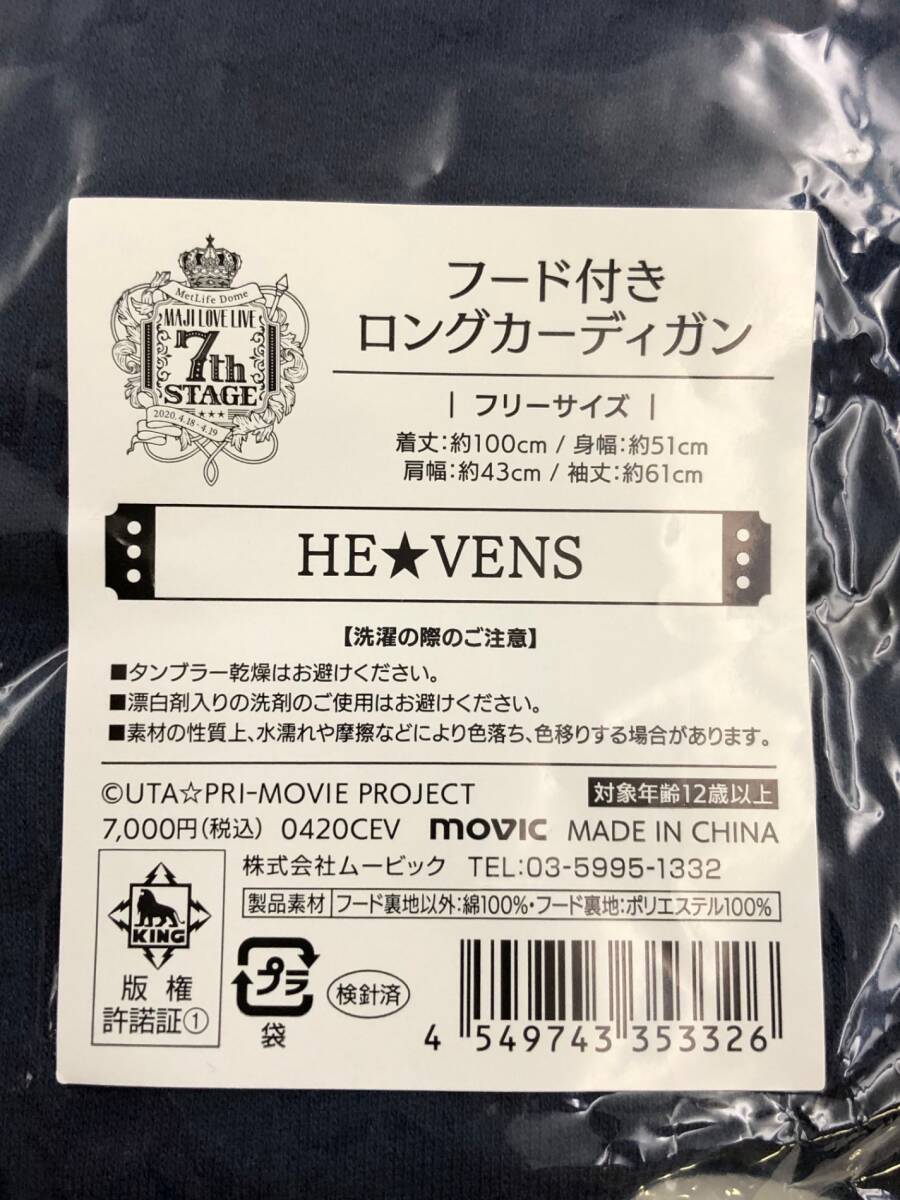 MetLife Dome
MAJI LOVE LIVE
7th
STAGE
★★★
2020.4.18・4.19
フード付き
ロングカーディガン
| フリーサイズ |
着丈：約100cm / 身幅：約51cm
肩幅：約43cm / 袖丈：約61cm
HE★VENS
【洗濯の際のご注意】
■タンブラー乾燥はお避けください。
■漂白剤入りの洗剤のご使用はお避けください。
■素材の性質上、水濡れや摩擦などにより色落ち、色移りする場合があります。
©UTA☆PRI-MOVIE PROJECT 対象年齢12歳以上
7,000円（税込） 0420CEV movic MADE IN CHINA
株式会社ムービック TEL：03-5995-1332
製品素材 フード裏地以外：綿100%・フード裏地：ポリエステル100%
KING
版権
許諾証①
プラ
袋
検針済
4 549743 353326